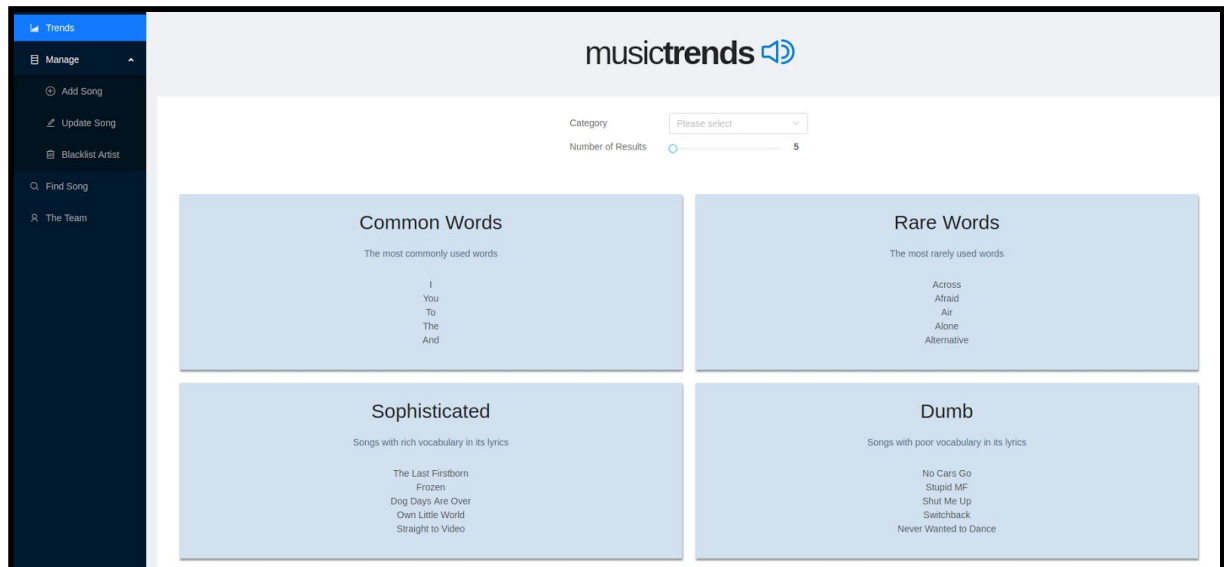 Trends
Manage
Add Song
Update Song
Blacklist Artist
Find Song
The Team
musictrends
Category Please select
Number of Results 5
Common Words
The most commonly used words
I
You
To
The
And
Rare Words
The most rarely used words
Across
Afraid
Air
Alone
Alternative
Sophisticated
Songs with rich vocabulary in its lyrics
The Last Firstborn
Frozen
Dog Days Are Over
Own Little World
Straight to Video
Dumb
Songs with poor vocabulary in its lyrics
No Cars Go
Stupid MF
Shut Me Up
Switchback
Never Wanted to Dance